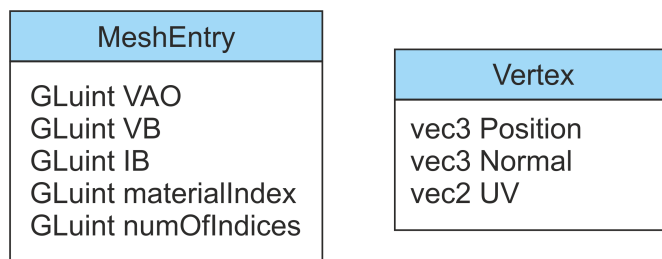 MeshEntry
GLuint VAO
GLuint VB
GLuint IB
GLuint materialIndex
GLuint numOfIndices
Vertex
vec3 Position
vec3 Normal
vec2 UV